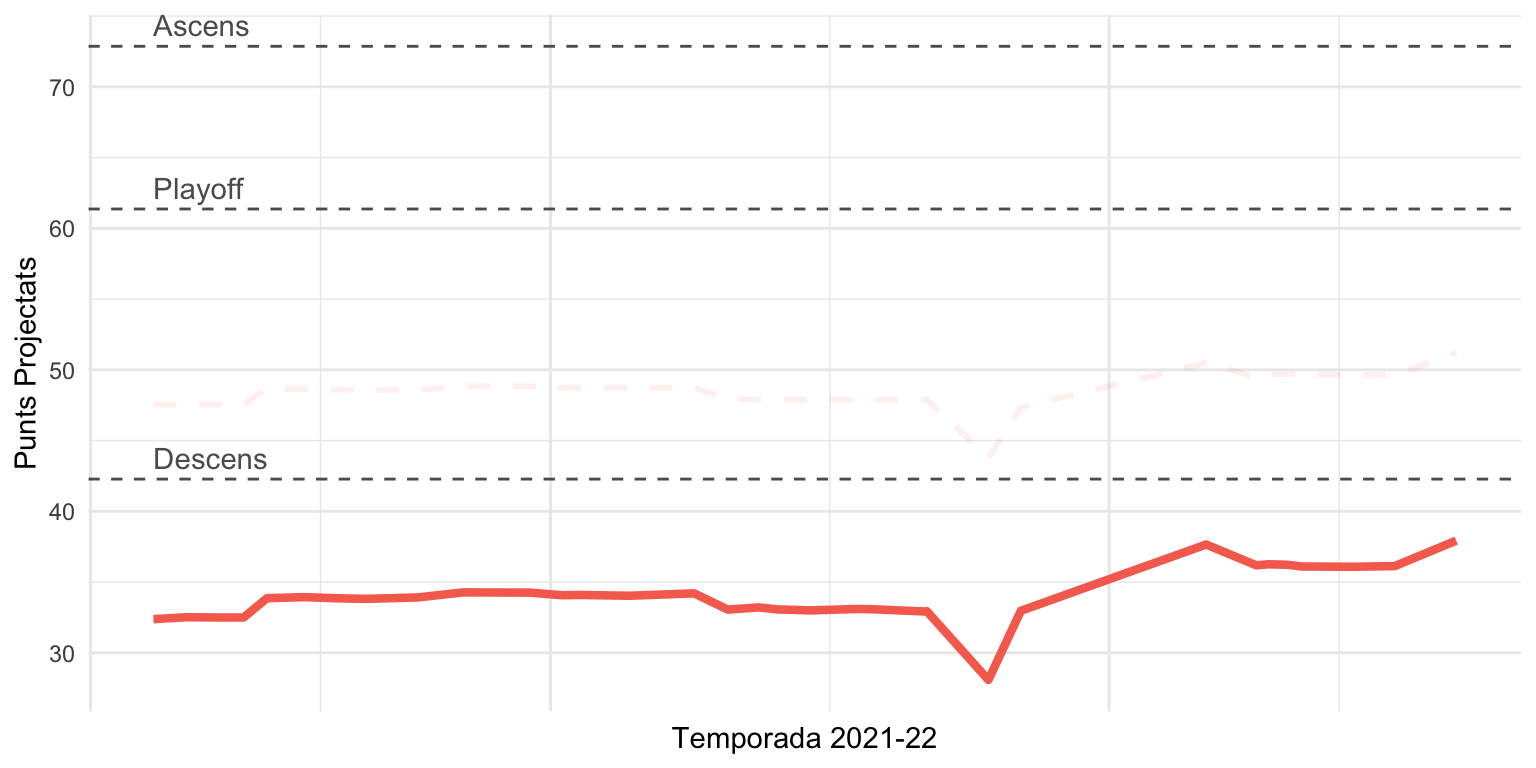 Ascens
70
Playoff
60
Punts Projectats
50
Descens
40
30
Temporada 2021-22